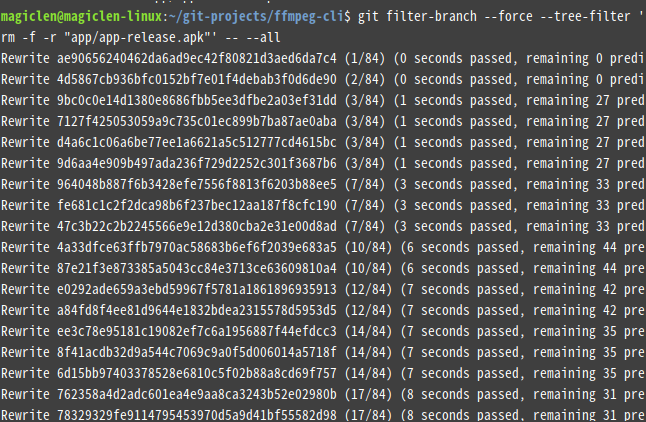 magiclen@magiclen-linux:~/git-projects/ffmpeg-cli$ git filter-branch --force --tree-filter '
rm -f -r "app/app-release.apk"' -- --all
Rewrite ae90656240462da6ad9ec42f80821d3aed6da7c4 (1/84) (0 seconds passed, remaining 0 predi
Rewrite 4d5867cb936bfc0152bf7e01f4debab3f0d6de90 (2/84) (0 seconds passed, remaining 0 predi
Rewrite 9bc0c0e14d1380e8686fbb5ee3dfbe2a03ef31dd (3/84) (1 seconds passed, remaining 27 pred
Rewrite 7127f425053059a9c735c01ec899b7ba87ae0aba (3/84) (1 seconds passed, remaining 27 pred
Rewrite d4a6c1c06a6be77ee1a6621a5c512777cd4615bc (3/84) (1 seconds passed, remaining 27 pred
Rewrite 9d6aa4e909b497ada236f729d2252c301f3687b6 (3/84) (1 seconds passed, remaining 27 pred
Rewrite 964048b887f6b3428efe7556f8813f6203b88ee5 (7/84) (3 seconds passed, remaining 33 pred
Rewrite fe681c1c2f2dca98b6f237bec12aa187f8cfc190 (7/84) (3 seconds passed, remaining 33 pred
Rewrite 47c3b22c2b2245566e9e12d380cba2e31e00d8ad (7/84) (3 seconds passed, remaining 33 pred
Rewrite 4a33dfce63ffb7970ac58683b6ef6f2039e683a5 (10/84) (6 seconds passed, remaining 44 pre
Rewrite 87e21f3e873385a5043cc84e3713ce63609810a4 (10/84) (6 seconds passed, remaining 44 pre
Rewrite e0292ade659a3ebd59967f5781a1861896935913 (12/84) (7 seconds passed, remaining 42 pre
Rewrite a84fd8f4ee81d9644e1832bdea2315578d5953d5 (12/84) (7 seconds passed, remaining 42 pre
Rewrite ee3c78e95181c19082ef7c6a1956887f44efdcc3 (14/84) (7 seconds passed, remaining 35 pre
Rewrite 8f41acdb32d9a544c7069c9a0f5d006014a5718f (14/84) (7 seconds passed, remaining 35 pre
Rewrite 6d15bb97403378528e6810c5f02b88a8cd69f757 (14/84) (7 seconds passed, remaining 35 pre
Rewrite 762358a4d2adc601ea4e9aa8ca3243b52e02980b (17/84) (8 seconds passed, remaining 31 pre
Rewrite 78329329fe9114795453970d5a9d41bf55582d98 (17/84) (8 seconds passed, remaining 31 pre